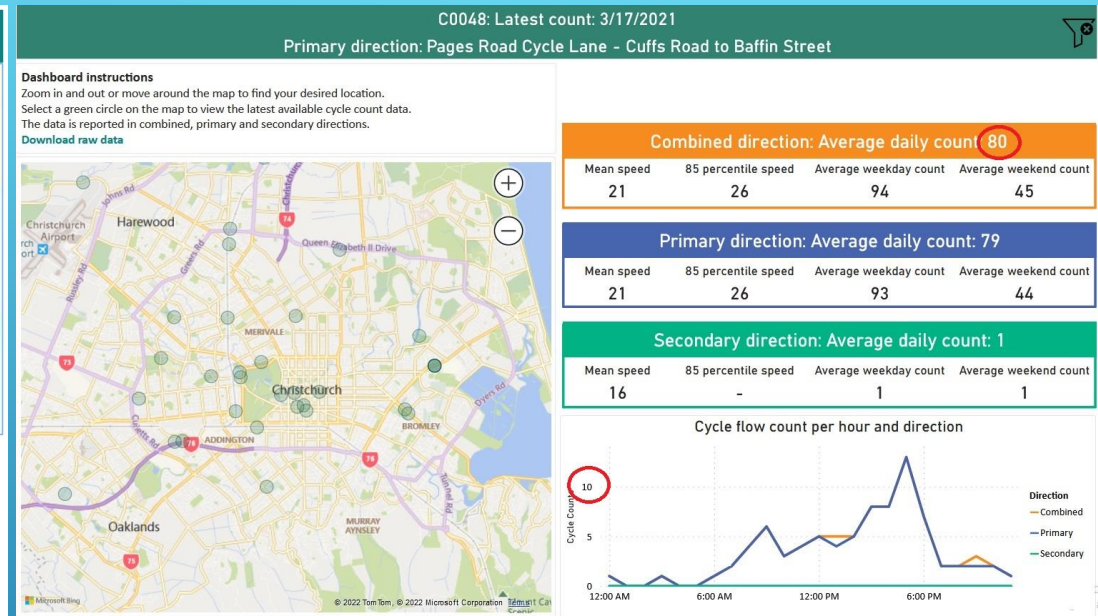 C0048: Latest count: 3/17/2021
Primary direction: Pages Road Cycle Lane - Cuffs Road to Baffin Street
Dashboard instructions
Zoom in and out or move around the map to find your desired location.
Select a green circle on the map to view the latest available cycle count data.
The data is reported in combined, primary and secondary directions.
Download raw data
Johns Rd
Harewood
Christchurch
Airport
Russley Rd
Greers Rd
74
Queen Elizabeth II Drive
MERIVALE
75
Christchurch
Dyers Rd
BROMLEY
Curletts Rd
76
ADDINGTON
76
Tunnel Rd
Oaklands
MURRAY
AYNSLEY
75
Microsoft Bing
© 2022 TomTom, © 2022 Microsoft Corporation Terms
Combined direction: Average daily count 80
Mean speed 85 percentile speed Average weekday count Average weekend count
21 26 94 45
Primary direction: Average daily count: 79
Mean speed 85 percentile speed Average weekday count Average weekend count
21 26 93 44
Secondary direction: Average daily count: 1
Mean speed 85 percentile speed Average weekday count Average weekend count
16 - 1 1
Cycle flow count per hour and direction
Cycle Count
10
5
0
12:00 AM 6:00 AM 12:00 PM 6:00 PM
Direction
Combined
Primary
Secondary